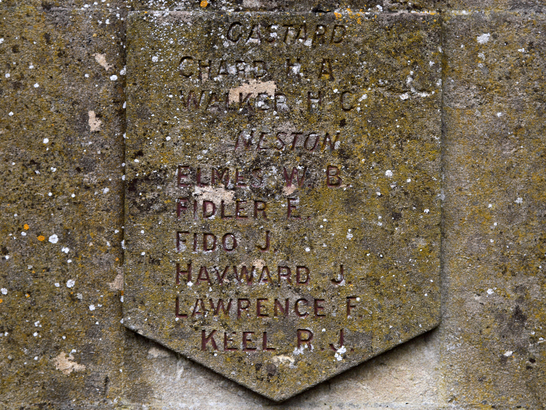 GASTARD
CHARD H. A.
WALKER H. C.
NESTON
ELMES W. B.
FIDLER E.
FIDO J.
HAYWARD J.
LAWRENCE F.
KEEL R. J.